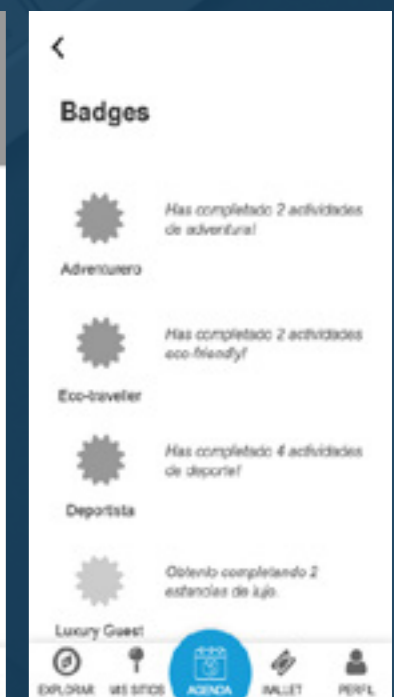 Badges
Has completado 2 actividades
de adventura!
Adventurero
Has completado 2 actividades
eco-friendly!
Eco-traveller
Has completado 4 actividades
de deporte!
Deportista
Obtenlo completando 2
estancias de lujo.
Luxury Guest
EXPLORAR MIS SITIOS AGENDA WALLET PERFIL